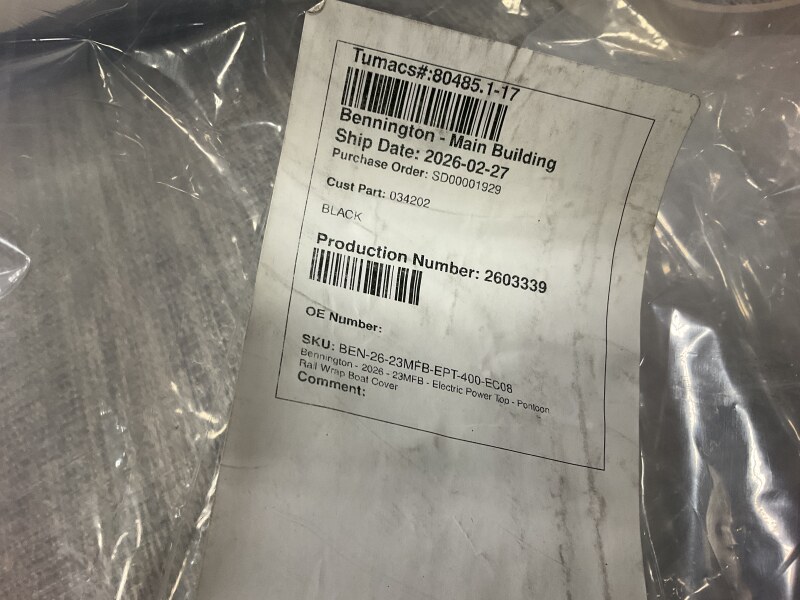 Tumacs#:80485.1-17
Bennington - Main Building
Ship Date: 2026-02-27
Purchase Order: SD00001929
Cust Part: 034202
BLACK
Production Number: 2603339
OE Number:
SKU: BEN-26-23MFB-EPT-400-EC08
Bennington - 2026 - 23MFB - Electric Power Top - Pontoon
Rail Wrap Boat Cover
Comment: